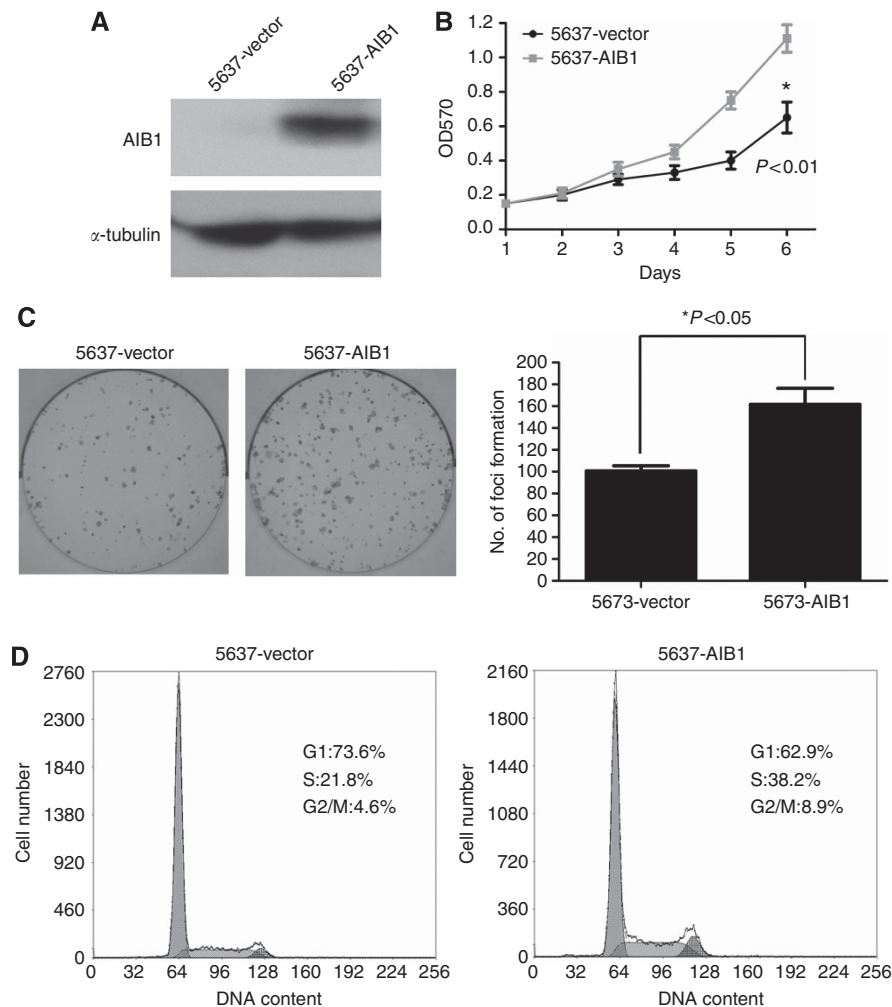 A
5637-vector
5637-AIB1
AIB1
α-tubulin
B
1.2
1.0
0.8
0.6
0.4
0.2
0.0
OD570
5637-vector
5637-AIB1
*
P<0.01
1 2 3 4 5 6
Days
C
5637-vector
5637-AIB1
*P<0.05
200
180
160
140
120
100
80
60
40
20
0
No. of foci formation
5673-vector
5673-AIB1
D
5637-vector
2760
2300
1840
1380
920
460
0
Cell number
G1:73.6%
S:21.8%
G2/M:4.6%
0 32 64 96 128 160 192 224 256
DNA content
5637-AIB1
2160
1800
1440
1080
720
360
0
Cell number
G1:62.9%
S:38.2%
G2/M:8.9%
0 32 64 96 128 160 192 224 256
DNA content